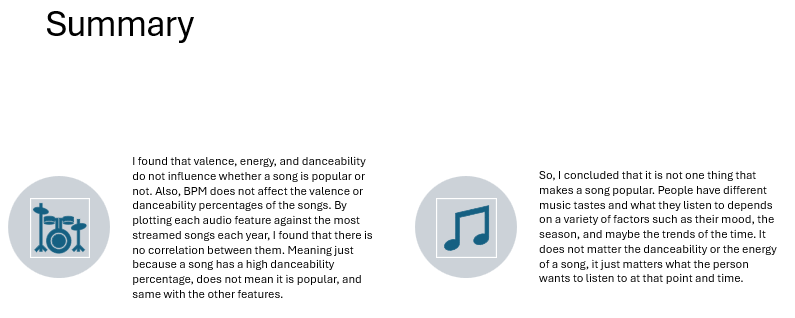 Summary
I found that valence, energy, and danceability
do not influence whether a song is popular or
not. Also, BPM does not affect the valence or
danceability percentages of the songs. By
plotting each audio feature against the most
streamed songs each year, I found that there is
no correlation between them. Meaning just
because a song has a high danceability
percentage, does not mean it is popular, and
same with the other features.
So, I concluded that it is not one thing that
makes a song popular. People have different
music tastes and what they listen to depends
on a variety of factors such as their mood, the
season, and maybe the trends of the time. It
does not matter the danceability or the energy
of a song, it just matters what the person
wants to listen to at that point and time.